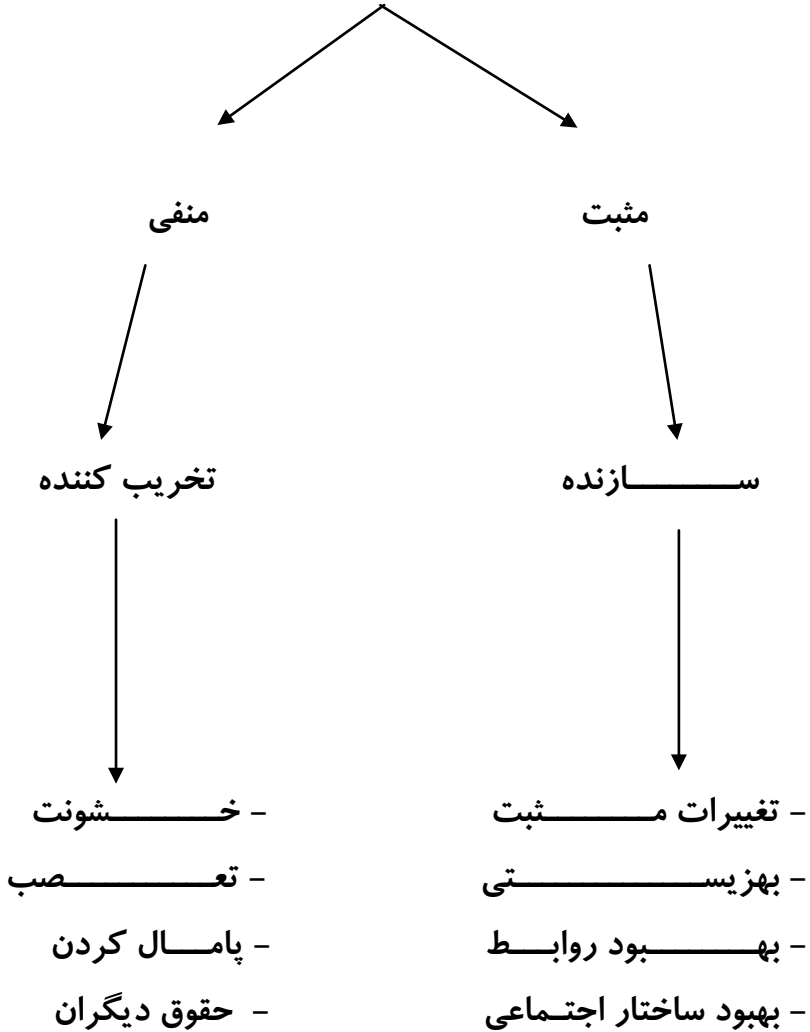 مثبت
منفی
سازنده
تخریب کننده
- تغییرات مثبت
- بهزیستی
- بهبود روابط
- بهبود ساختار اجتماعی
- خشونت
- تعصب
- پامال کردن
- حقوق دیگران